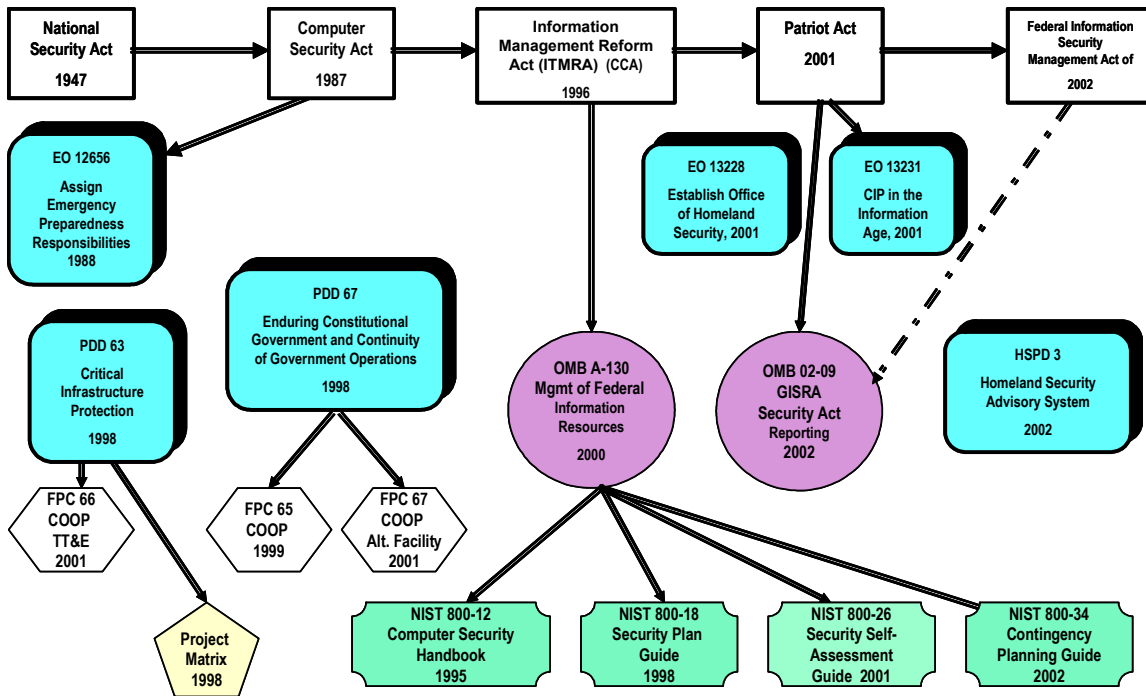 National
Security Act
1947
Computer
Security Act
1987
Information
Management Reform
Act (ITMRA) (CCA)
1996
Patriot Act
2001
Federal Information
Security
Management Act of
2002
EO 12656
Assign
Emergency
Preparedness
Responsibilities
1988
EO 13228
Establish Office
of Homeland
Security, 2001
EO 13231
CIP in the
Information
Age, 2001
PDD 63
Critical
Infrastructure
Protection
1998
PDD 67
Enduring Constitutional
Government and Continuity
of Government Operations
1998
OMB A-130
Mgmt of Federal
Information
Resources
2000
OMB 02-09
GISRA
Security Act
Reporting
2002
HSPD 3
Homeland Security
Advisory System
2002
FPC 66
COOP
TT&E
2001
FPC 65
COOP
1999
FPC 67
COOP
Alt. Facility
2001
Project
Matrix
1998
NIST 800-12
Computer Security
Handbook
1995
NIST 800-18
Security Plan
Guide
1998
NIST 800-26
Security Self-
Assessment
Guide 2001
NIST 800-34
Contingency
Planning Guide
2002